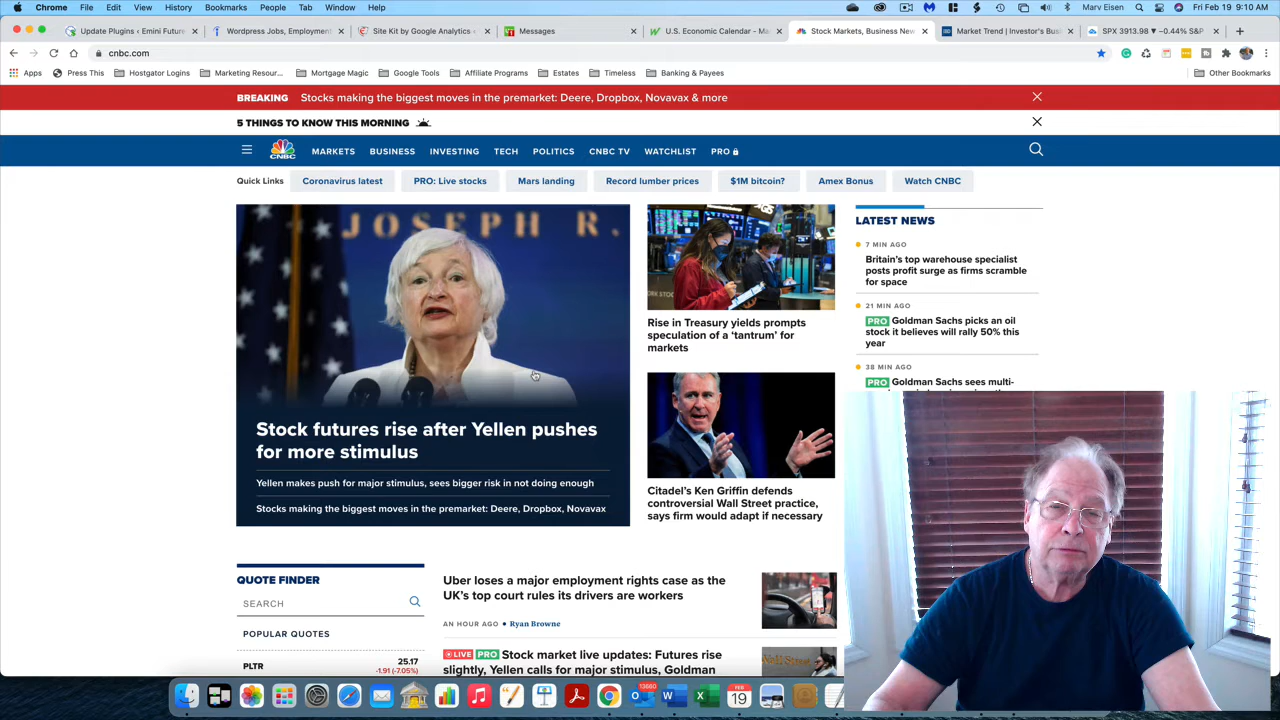 Chrome File Edit View History Bookmarks People Tab Window Help
Marv Eisen
Fri Feb 19 9:10 AM
Update Plugins ‹ Emini Future
Wordpress Jobs, Employment
Site Kit by Google Analytics ‹
Messages
U.S. Economic Calendar - Ma
Stock Markets, Business New
Market Trend | Investor's Busi
SPX 3913.98 ▼ −0.44% S&P
cnbc.com
Apps
Press This
Hostgator Logins
Marketing Resour...
Mortgage Magic
Google Tools
Affiliate Programs
Estates
Timeless
Banking & Payees
Other Bookmarks
BREAKING Stocks making the biggest moves in the premarket: Deere, Dropbox, Novavax & more
5 THINGS TO KNOW THIS MORNING
CNBC
MARKETS BUSINESS INVESTING TECH POLITICS CNBC TV WATCHLIST PRO
Quick Links
Coronavirus latest
PRO: Live stocks
Mars landing
Record lumber prices
$1M bitcoin?
Amex Bonus
Watch CNBC
JOSEPH R.
Stock futures rise after Yellen pushes
for more stimulus
Yellen makes push for major stimulus, sees bigger risk in not doing enough
Stocks making the biggest moves in the premarket: Deere, Dropbox, Novavax
Rise in Treasury yields prompts
speculation of a ‘tantrum’ for
markets
Citadel’s Ken Griffin defends
controversial Wall Street practice,
says firm would adapt if necessary
LATEST NEWS
7 MIN AGO
Britain’s top warehouse specialist
posts profit surge as firms scramble
for space
21 MIN AGO
PRO Goldman Sachs picks an oil
stock it believes will rally 50% this
year
38 MIN AGO
PRO Goldman Sachs sees multi-
QUOTE FINDER
SEARCH
POPULAR QUOTES
PLTR
25.17
-1.91 (-7.05%)
Uber loses a major employment rights case as the
UK’s top court rules its drivers are workers
AN HOUR AGO • Ryan Browne
LIVE PRO Stock market live updates: Futures rise
slightly, Yellen calls for major stimulus, Goldman
13660
FEB
19